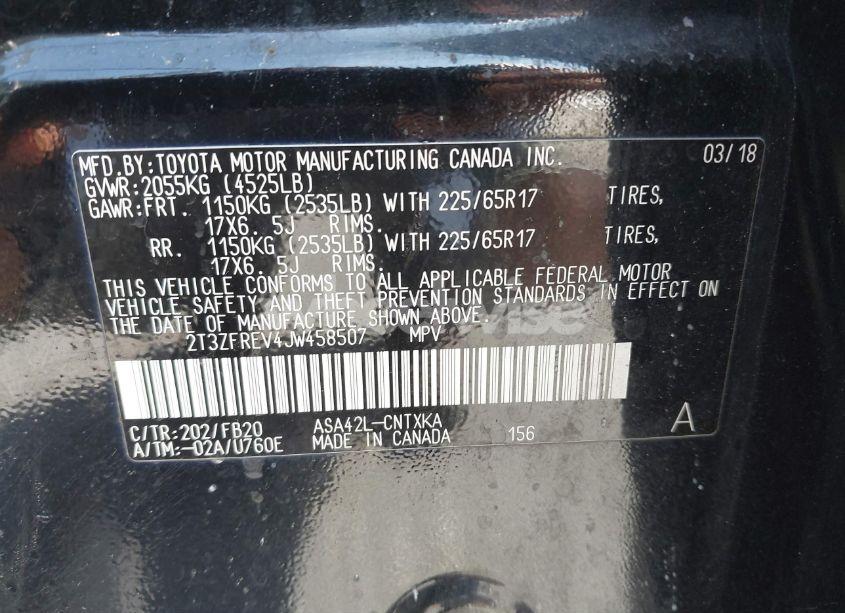 MFD.BY:TOYOTA MOTOR MANUFACTURING CANADA INC. 03/18
GVWR:2055KG (4525LB)
GAWR:FRT. 1150KG (2535LB) WITH 225/65R17 TIRES,
17X6. 5J RIMS.
RR. 1150KG (2535LB) WITH 225/65R17 TIRES,
17X6. 5J RIMS.
THIS VEHICLE CONFORMS TO ALL APPLICABLE FEDERAL MOTOR
VEHICLE SAFETY AND THEFT PREVENTION STANDARDS IN EFFECT ON
THE DATE OF MANUFACTURE SHOWN ABOVE.
2T3ZFREV4JW458507 MPV
C/TR:202/FB20 ASA42L-CNTXKA A
A/TM:-02A/U760E MADE IN CANADA 156